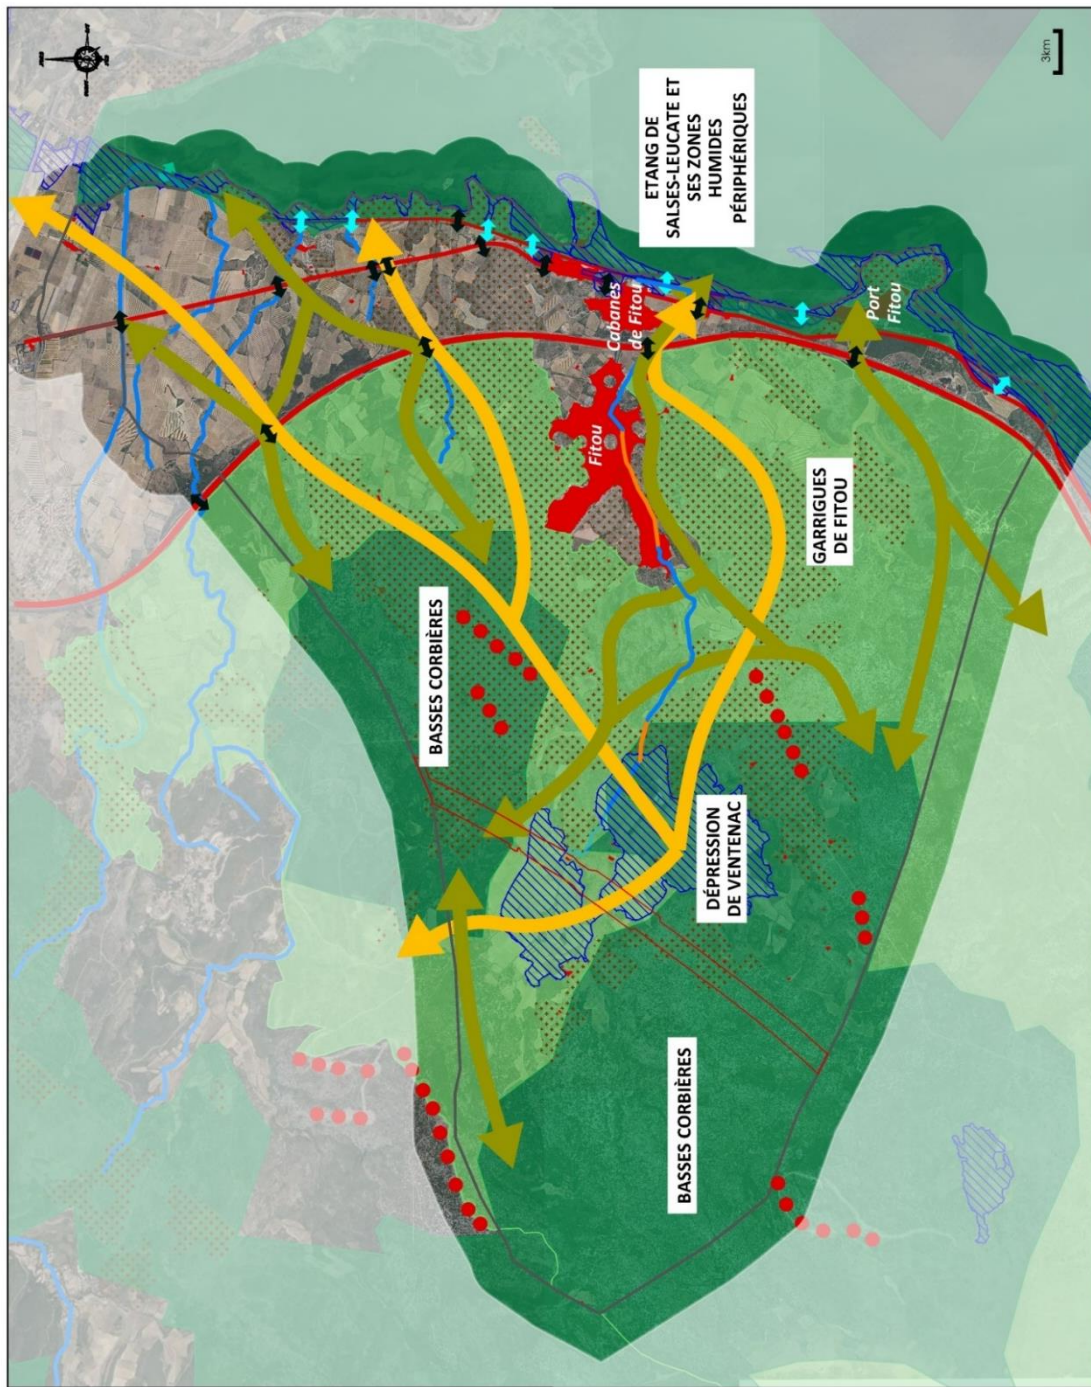 BASSES CORBIÈRES
DÉPRESSION
DE VENTENAC
BASSES CORBIÈRES
GARRIGUES
DE FITOU
Fitou
Cabanes
de Fitou
Port
Fitou
ETANG DE
SALSES-LEUCATE ET
SES ZONES
HUMIDES
PÉRIPHÉRIQUES
3km